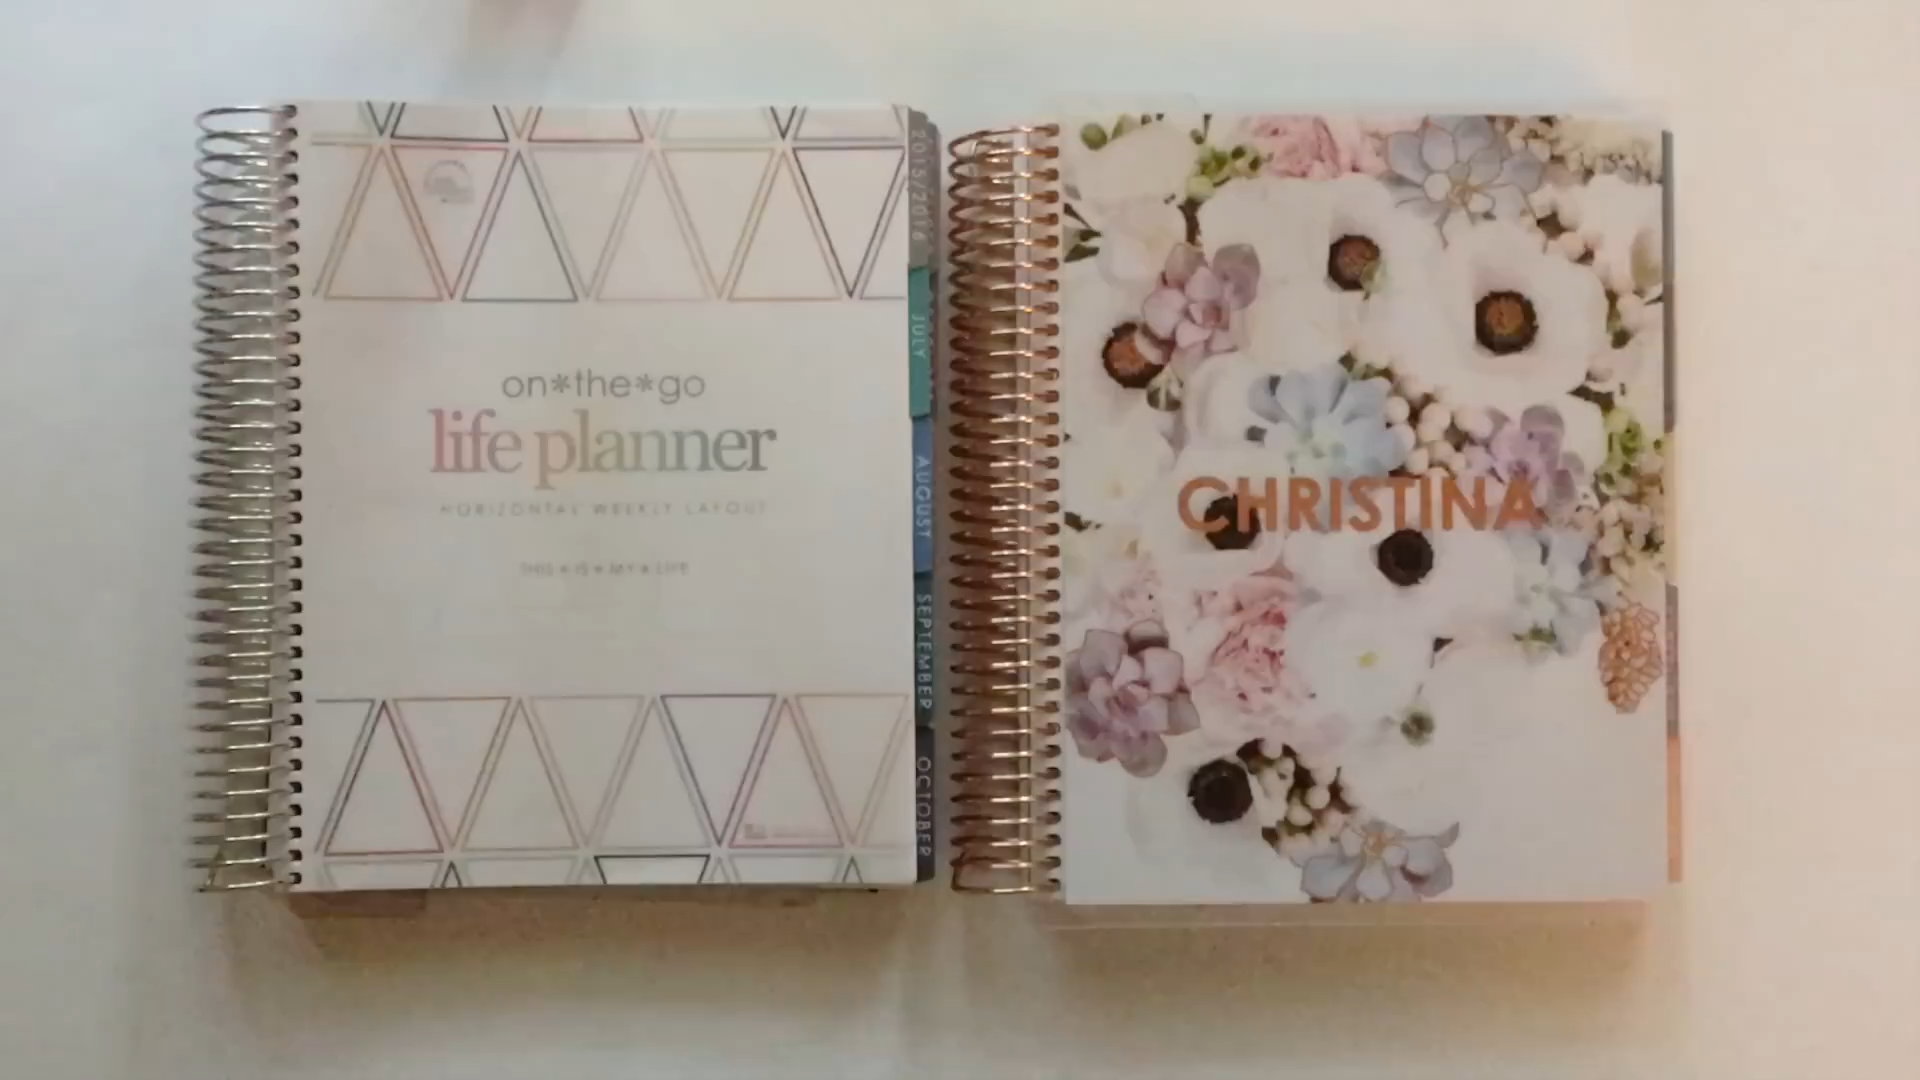 on*the*go
life planner
HORIZONTAL WEEKLY LAYOUT
THIS * IS * MY * LIFE
2015/2016
JULY
AUGUST
SEPTEMBER
OCTOBER
CHRISTINA